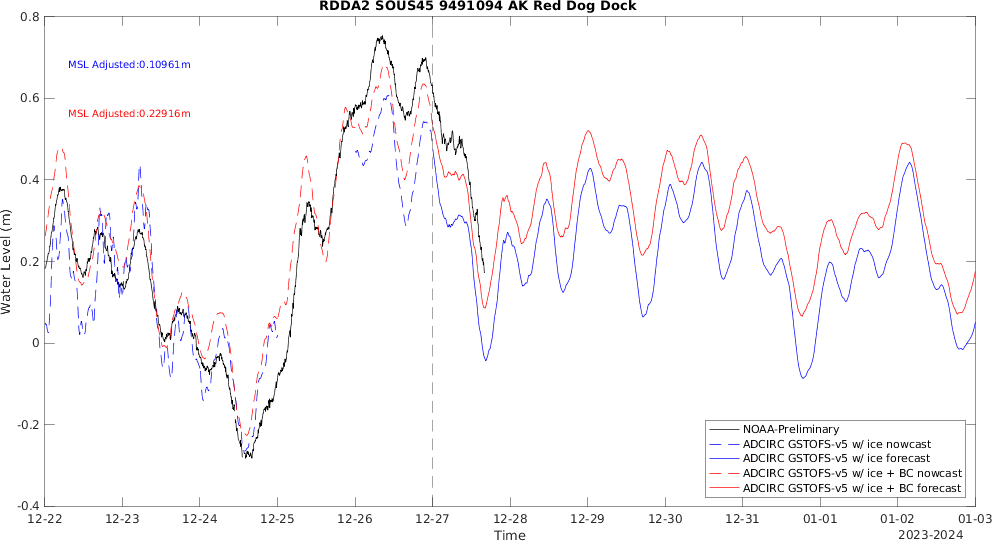 RDDA2 SOUS45 9491094 AK Red Dog Dock
0.8
0.6
0.4
0.2
0
-0.2
-0.4
Water Level (m)
MSL Adjusted:0.10961m
MSL Adjusted:0.22916m
NOAA-Preliminary
ADCIRC GSTOFS-v5 w/ ice nowcast
ADCIRC GSTOFS-v5 w/ ice forecast
ADCIRC GSTOFS-v5 w/ ice + BC nowcast
ADCIRC GSTOFS-v5 w/ ice + BC forecast
12-22 12-23 12-24 12-25 12-26 12-27 12-28 12-29 12-30 12-31 01-01 01-02 01-03
Time
2023-2024